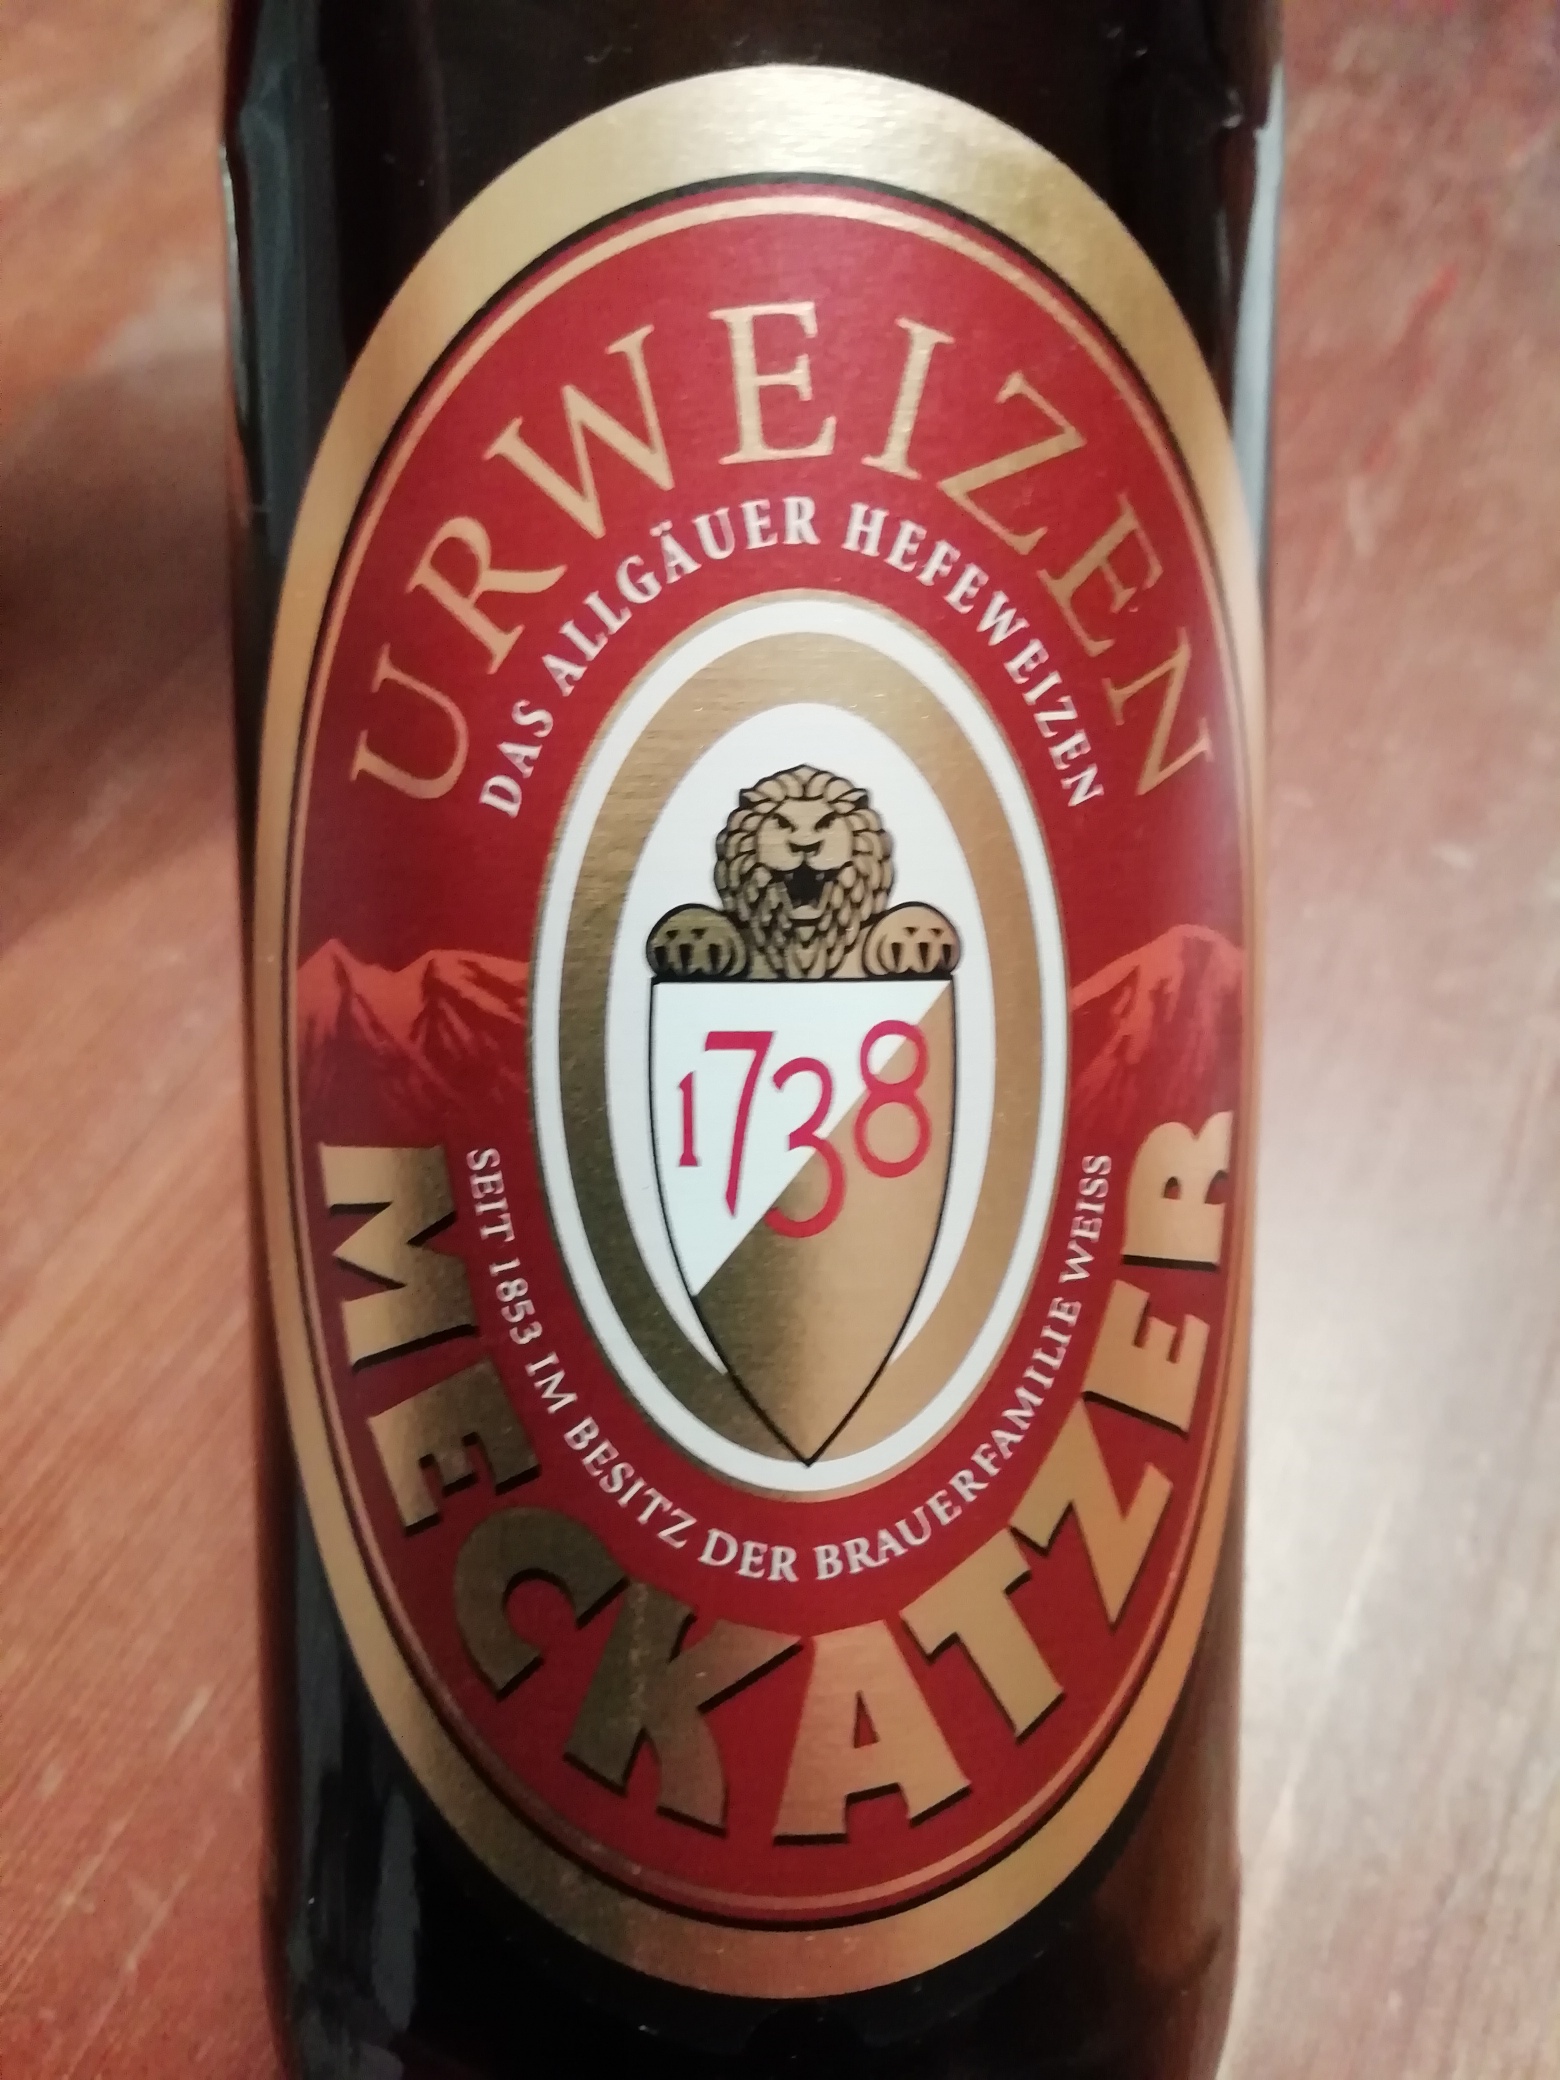 URWEIZEN
DAS ALLGÄUER HEFEWEIZEN
1738
SEIT 1853 IM BESITZ DER BRAUERFAMILIE WEISS
MECKATZER